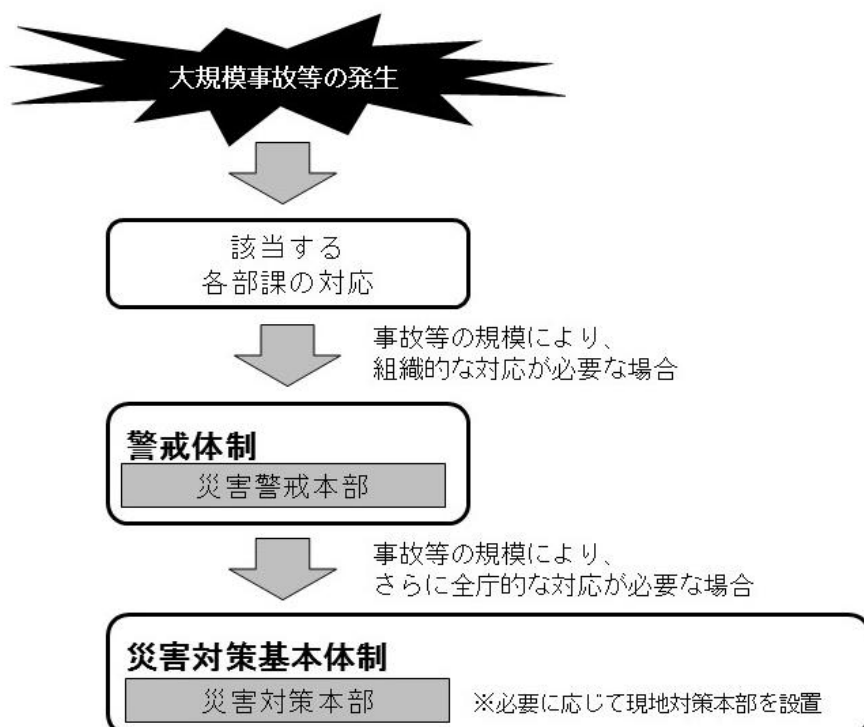 大規模事故等の発生
該当する
各部課の対応
事故等の規模により、
組織的な対応が必要な場合
警戒体制
災害警戒本部
事故等の規模により、
さらに全庁的な対応が必要な場合
災害対策基本体制
災害対策本部
※必要に応じて現地対策本部を設置